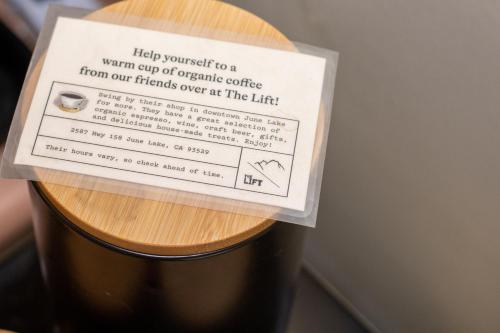 Help yourself to a
warm cup of organic coffee
from our friends over at The Lift!
Swing by their shop in downtown June Lake
for more. They have a great selection of
organic espresso, wine, craft beer, gifts,
and delicious house-made treats. Enjoy!
2587 Hwy 158 June Lake, CA 93529
Their hours vary, so check ahead of time.
THE LIFT